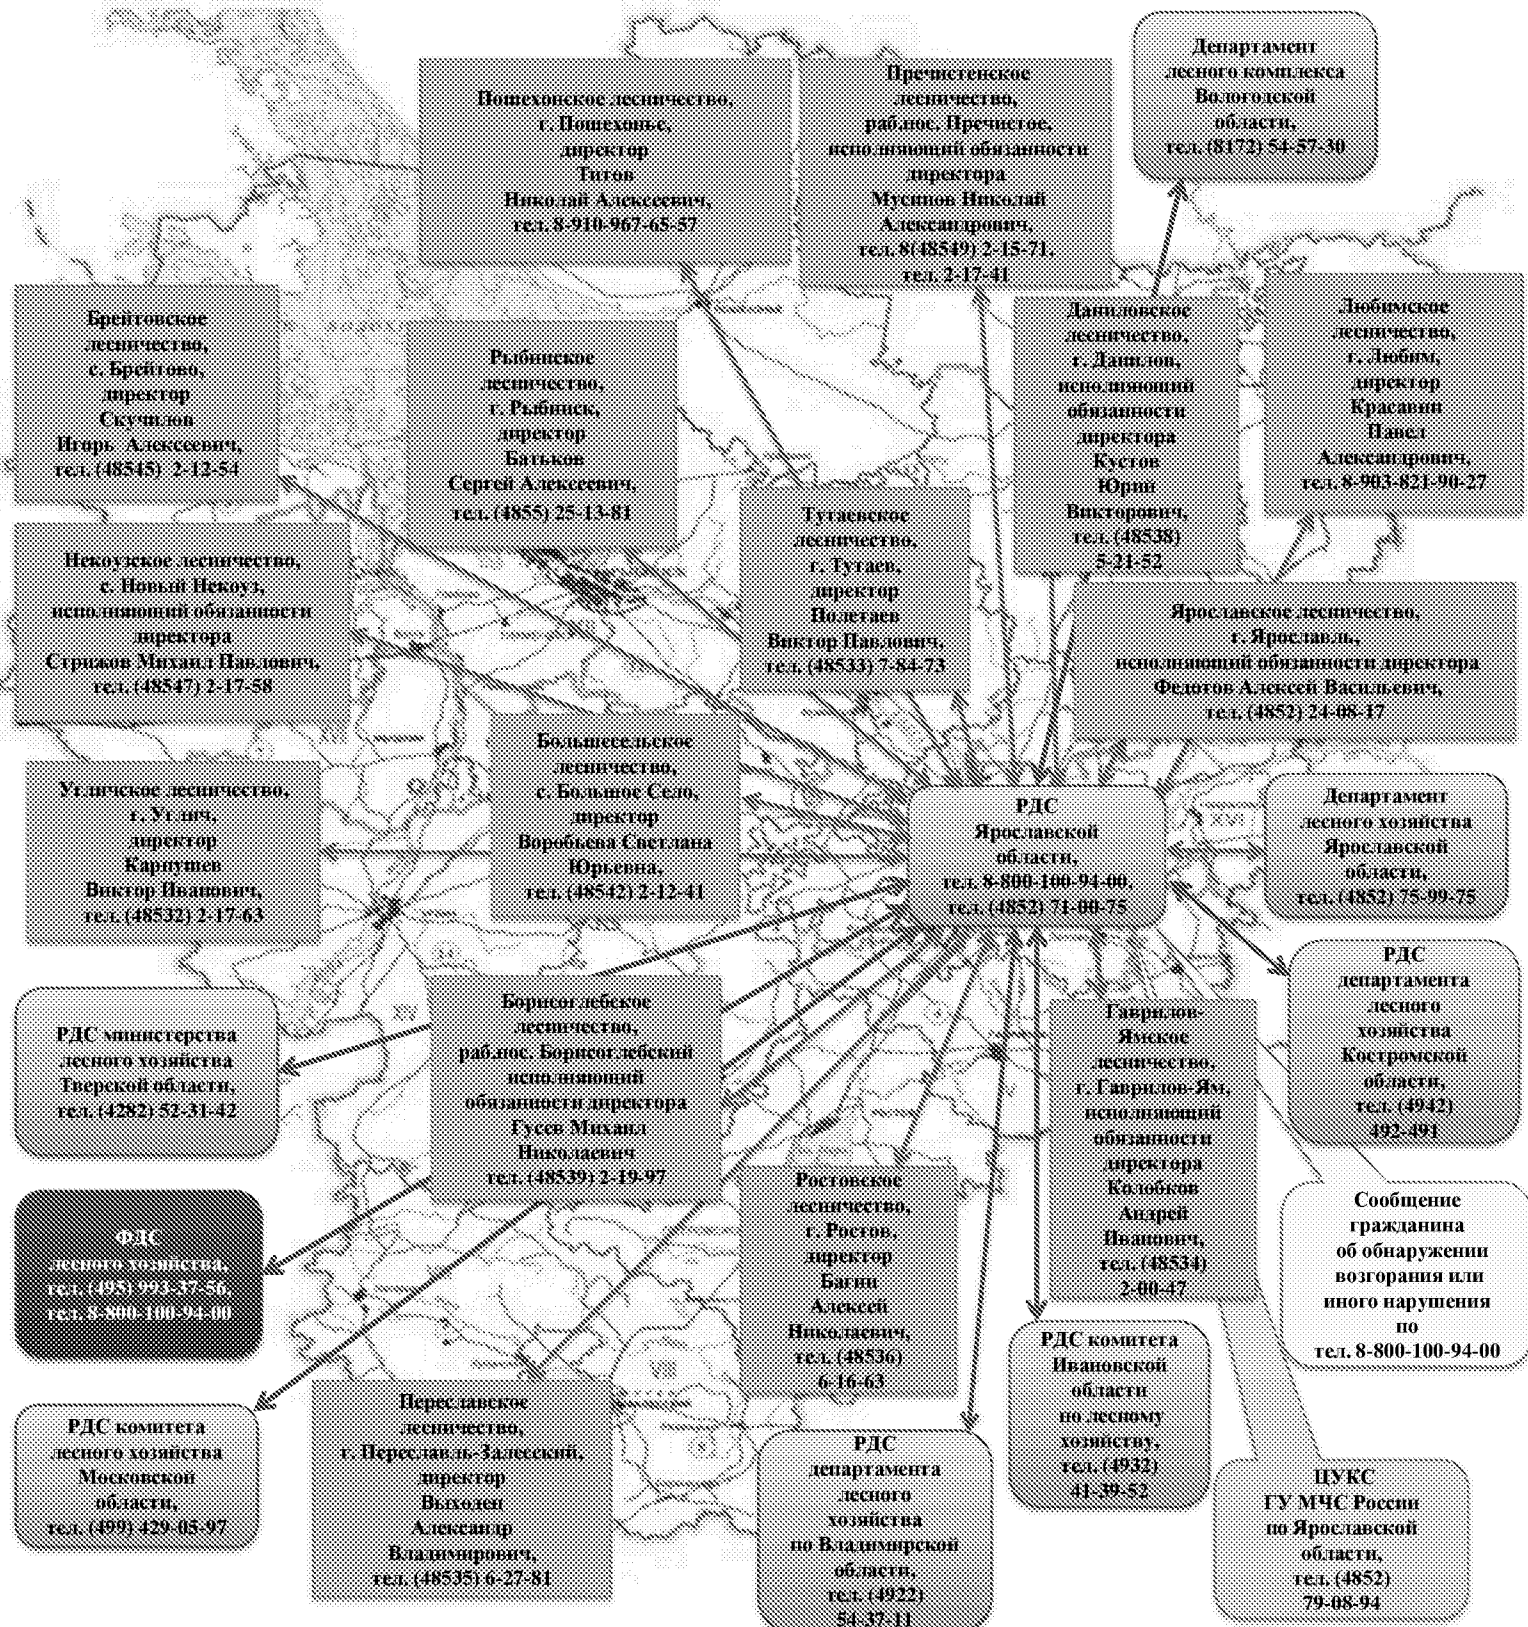 Департамент
лесного комплекса
Вологодской
области,
тел. (8172) 54-57-30
Пошехонское лесничество,
г. Пошехонье,
директор
Титов
Николай Алексеевич,
тел. 8-910-967-65-57
Пречистенское
лесничество,
раб.пос. Пречистое,
исполняющий обязанности
директора
Мусинов Николай
Александрович,
тел. 8(48549) 2-15-71,
тел. 2-17-41
Брейтовское
лесничество,
с. Брейтово,
директор
Скучилов
Игорь Алексеевич,
тел. (48545) 2-12-54
Рыбинское
лесничество,
г. Рыбинск,
директор
Батьков
Сергей Алексеевич,
тел. (4855) 25-13-81
Даниловское
лесничество,
г. Данилов,
исполняющий
обязанности
директора
Кустов
Юрий
Викторович,
тел. (48538)
5-21-52
Любимское
лесничество,
г. Любим,
директор
Красавин
Павел
Александрович,
тел. 8-903-821-90-27
Некоузское лесничество,
с. Новый Некоуз,
исполняющий обязанности
директора
Стрижов Михаил Павлович,
тел. (48547) 2-17-58
Тутаевское
лесничество,
г. Тутаев,
директор
Полетаев
Виктор Павлович,
тел. (48533) 7-84-73
Ярославское лесничество,
г. Ярославль,
исполняющий обязанности директора
Федотов Алексей Васильевич,
тел. (4852) 24-08-17
Угличское лесничество,
г. Углич,
директор
Карпушев
Виктор Иванович,
тел. (48532) 2-17-63
Большесельское
лесничество,
с. Большое Село,
директор
Воробьева Светлана
Юрьевна,
тел. (48542) 2-12-41
РДС
Ярославской
области,
тел. 8-800-100-94-00,
тел. (4852) 71-00-75
Департамент
лесного хозяйства
Ярославской
области,
тел. (4852) 75-99-75
РДС министерства
лесного хозяйства
Тверской области,
тел. (4282) 52-31-42
Борисоглебское
лесничество,
раб.пос. Борисоглебский
исполняющий
обязанности директора
Гусев Михаил
Николаевич
тел. (48539) 2-19-97
Гаврилов-
Ямское
лесничество,
г. Гаврилов-Ям,
исполняющий
обязанности
директора
Колобков
Андрей
Иванович,
тел. (48534)
2-00-47
РДС
департамента
лесного
хозяйства
Костромской
области,
тел. (4942)
492-491
ФДС
лесного хозяйства,
тел. (495) 993-37-56,
тел. 8-800-100-94-00
Ростовское
лесничество,
г. Ростов,
директор
Багин
Алексей
Николаевич,
тел. (48536)
6-16-63
Сообщение
гражданина
об обнаружении
возгорания или
иного нарушения
по
тел. 8-800-100-94-00
РДС комитета
лесного хозяйства
Московской
области,
тел. (499) 429-05-97
Переславское
лесничество,
г. Переславль-Залесский,
директор
Выходец
Александр
Владимирович,
тел. (48535) 6-27-81
РДС
департамента
лесного
хозяйства
по Владимирской
области,
тел. (4922)
54-37-11
РДС комитета
Ивановской
области
по лесному
хозяйству,
тел. (4932)
41-39-52
ЦУКС
ГУ МЧС России
по Ярославской
области,
тел. (4852)
79-08-94